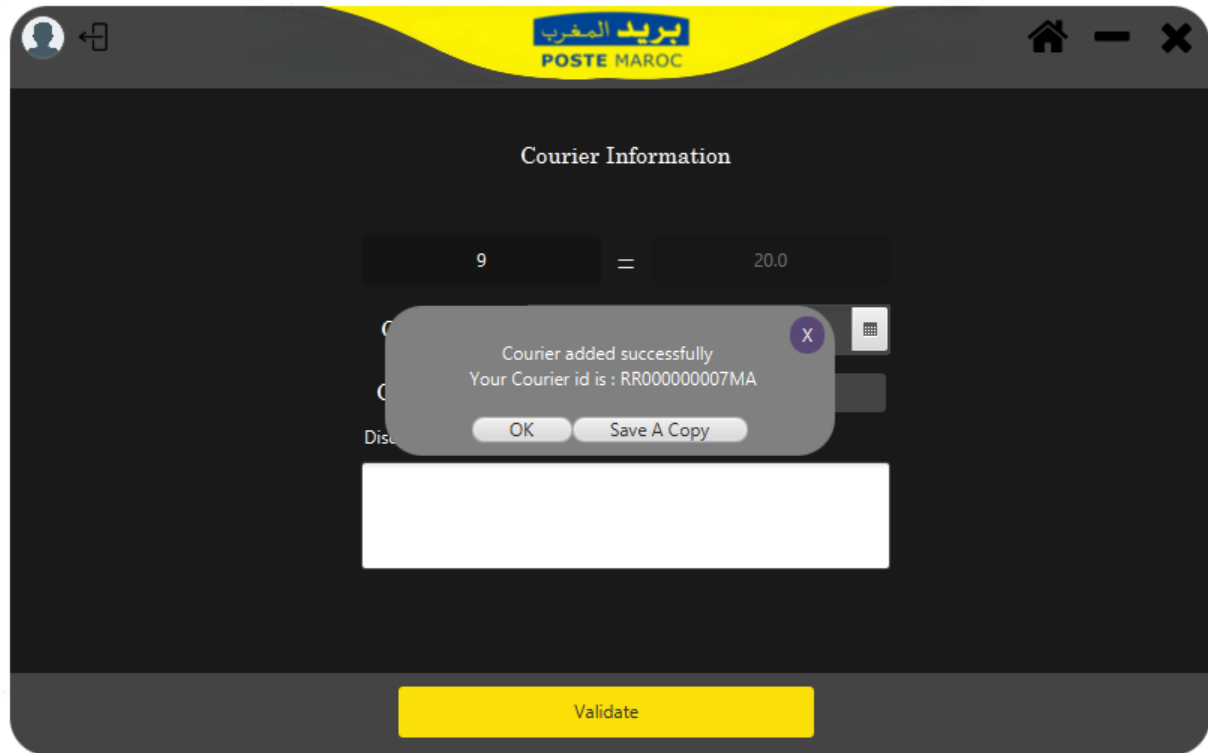 بريد المغرب
POSTE MAROC
Courier Information
9 = 20.0
X
Courier added successfully
Your Courier id is : RR000000007MA
OK Save A Copy
Validate